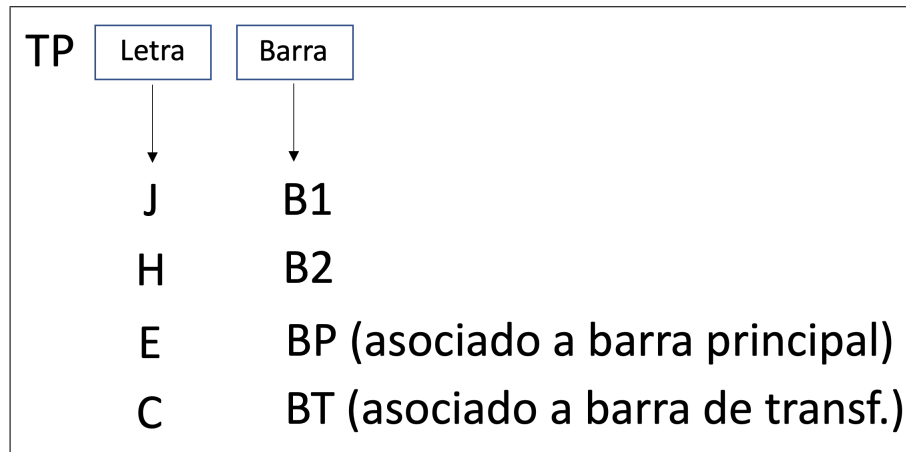 TP Letra Barra
J B1
H B2
E BP (asociado a barra principal)
C BT (asociado a barra de transf.)